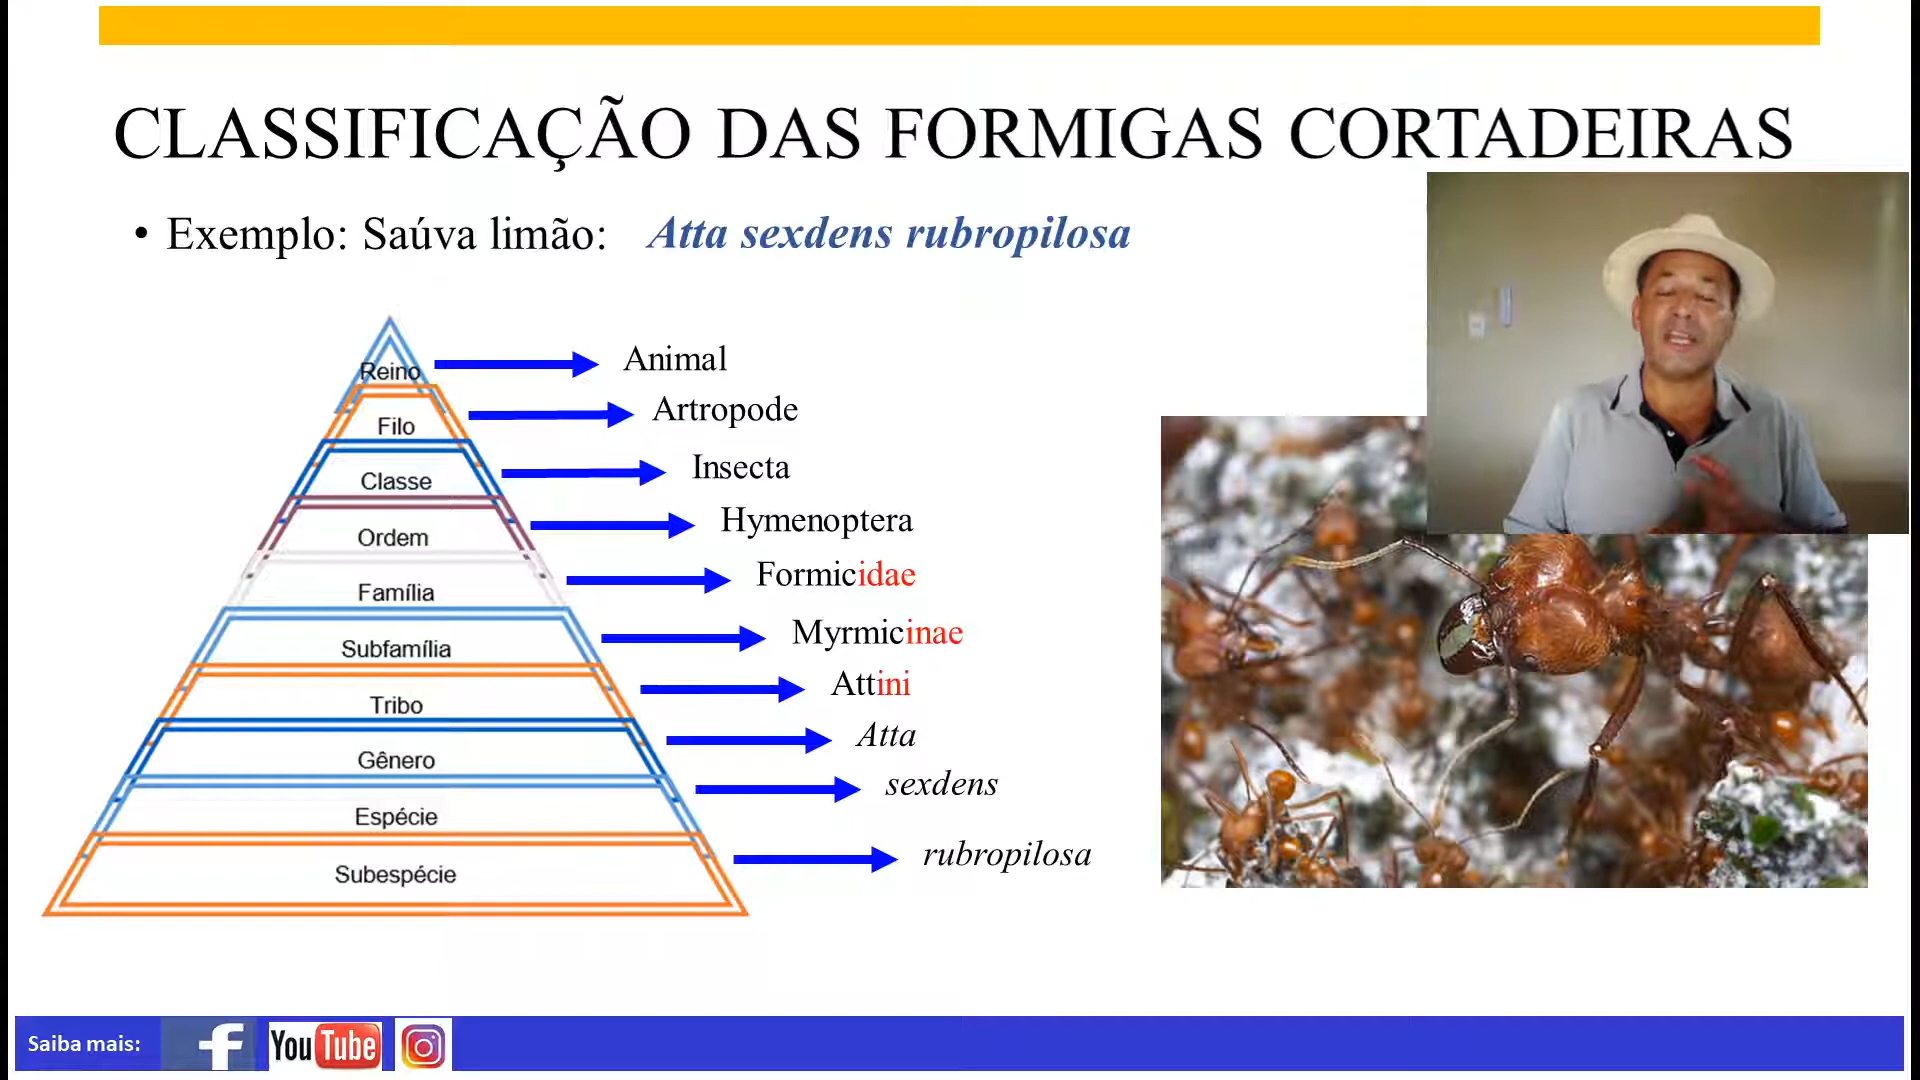 CLASSIFICAÇÃO DAS FORMIGAS CORTADEIRAS
• Exemplo: Saúva limão: Atta sexdens rubropilosa
Reino Animal
Filo Artropode
Classe Insecta
Ordem Hymenoptera
Família Formicidae
Subfamília Myrmicinae
Tribo Attini
Gênero Atta
Espécie sexdens
Subespécie rubropilosa
Saiba mais: f YouTube